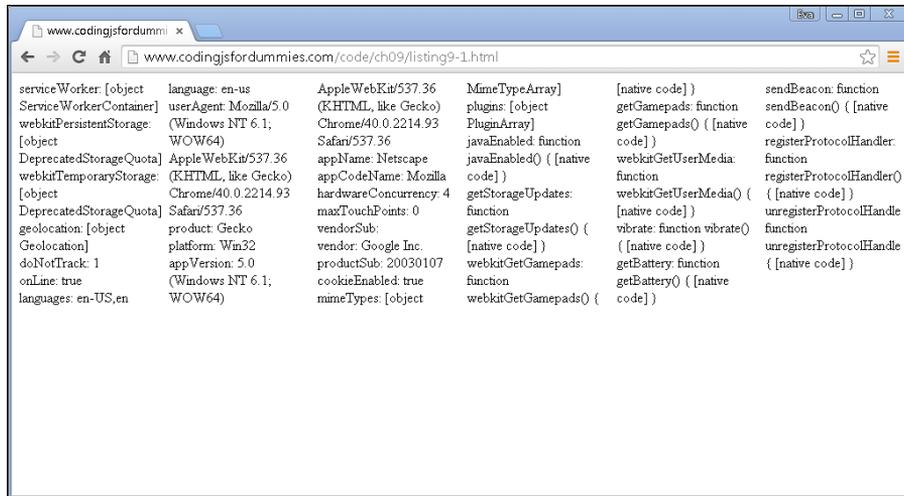 Eva
www.codingjsfordummi
www.codingjsfordummies.com/code/ch09/listing9-1.html
serviceWorker: [object
ServiceWorkerContainer]
webkitPersistentStorage:
[object
DeprecatedStorageQuota]
webkitTemporaryStorage:
[object
DeprecatedStorageQuota]
geolocation: [object
Geolocation]
doNotTrack: 1
onLine: true
languages: en-US,en
language: en-us
userAgent: Mozilla/5.0
(Windows NT 6.1;
WOW64)
AppleWebKit/537.36
(KHTML, like Gecko)
Chrome/40.0.2214.93
Safari/537.36
product: Gecko
platform: Win32
appVersion: 5.0
(Windows NT 6.1;
WOW64)
AppleWebKit/537.36
(KHTML, like Gecko)
Chrome/40.0.2214.93
Safari/537.36
appName: Netscape
appCodeName: Mozilla
hardwareConcurrency: 4
maxTouchPoints: 0
vendorSub:
vendor: Google Inc.
productSub: 20030107
cookieEnabled: true
mimeTypes: [object
MimeTypeArray]
plugins: [object
PluginArray]
javaEnabled: function
javaEnabled() { [native
code] }
getStorageUpdates:
function
getStorageUpdates() {
[native code] }
webkitGetGamepads:
function
webkitGetGamepads() {
[native code] }
getGamepads: function
getGamepads() { [native
code] }
webkitGetUserMedia:
function
webkitGetUserMedia() {
[native code] }
vibrate: function vibrate()
{ [native code] }
getBattery: function
getBattery() { [native
code] }
sendBeacon: function
sendBeacon() { [native
code] }
registerProtocolHandler:
function
registerProtocolHandler()
{ [native code] }
unregisterProtocolHandle
function
unregisterProtocolHandle
{ [native code] }